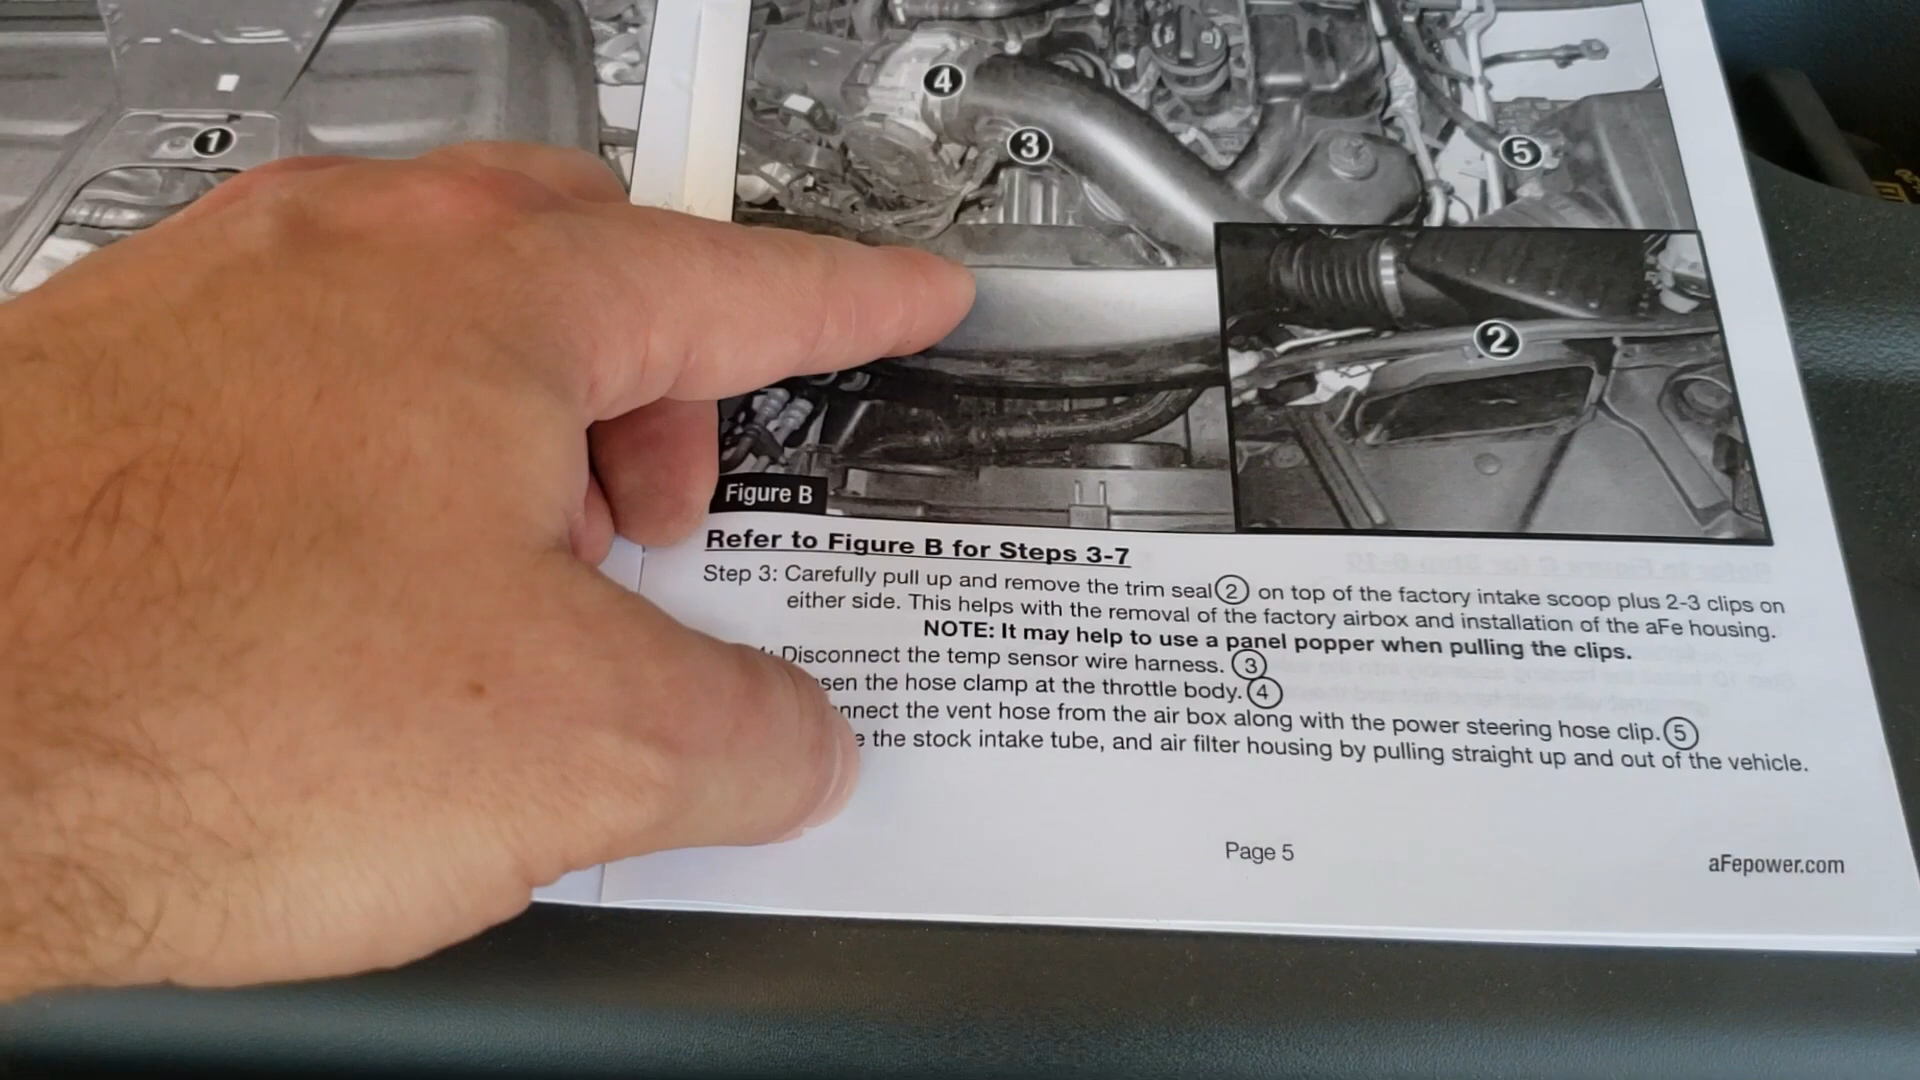 1
4
3
5
2
Figure B
Refer to Figure B for Steps 3-7
Step 3: Carefully pull up and remove the trim seal 2 on top of the factory intake scoop plus 2-3 clips on
either side. This helps with the removal of the factory airbox and installation of the aFe housing.
NOTE: It may help to use a panel popper when pulling the clips.
Disconnect the temp sensor wire harness. 3
the hose clamp at the throttle body. 4
the vent hose from the air box along with the power steering hose clip. 5
the stock intake tube, and air filter housing by pulling straight up and out of the vehicle.
Page 5
aFepower.com